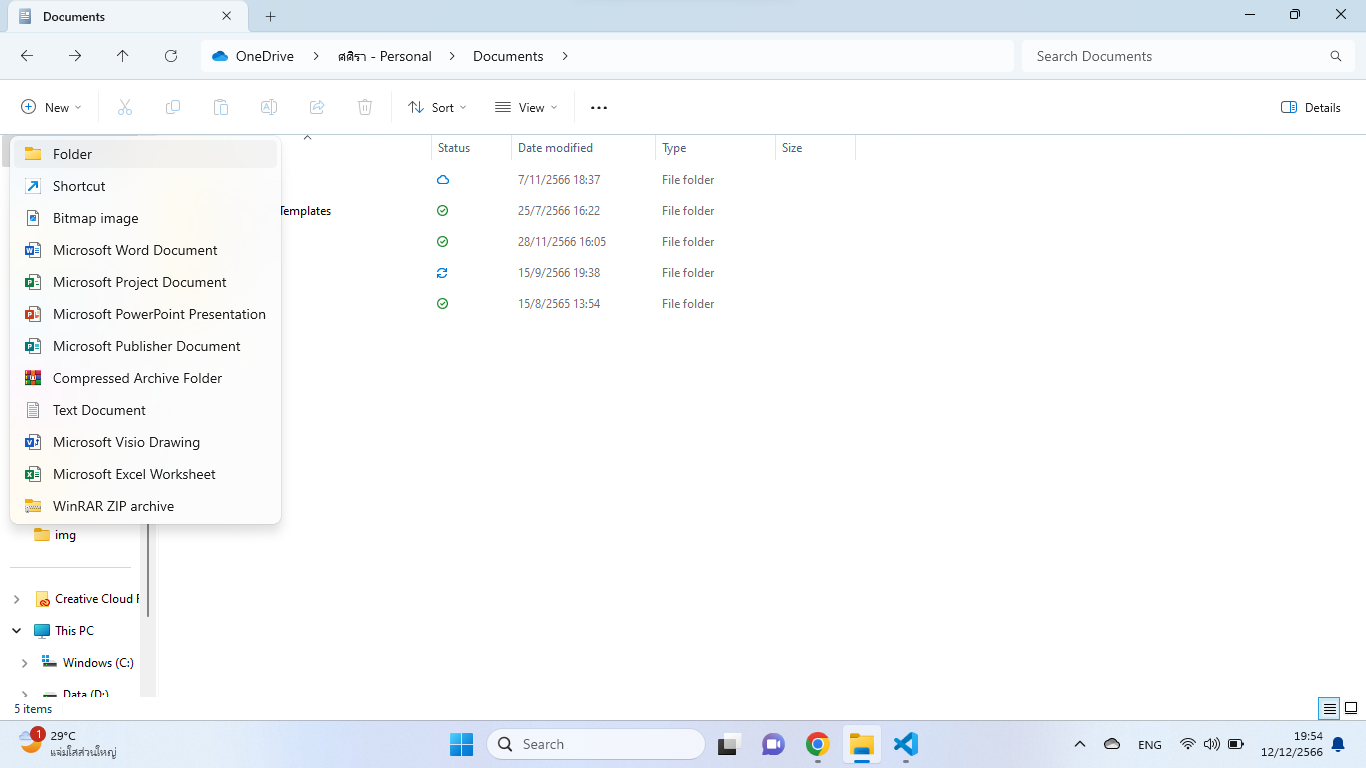 Documents
OneDrive
ศศิรา - Personal
Documents
Search Documents
New
Sort
View
Details
Folder
Shortcut
Bitmap image
Microsoft Word Document
Microsoft Project Document
Microsoft PowerPoint Presentation
Microsoft Publisher Document
Compressed Archive Folder
Text Document
Microsoft Visio Drawing
Microsoft Excel Worksheet
WinRAR ZIP archive
Status Date modified Type Size
7/11/2566 18:37 File folder
Templates 25/7/2566 16:22 File folder
28/11/2566 16:05 File folder
15/9/2566 19:38 File folder
15/8/2565 13:54 File folder
img
Creative Cloud F
This PC
Windows (C:)
Data (D:)
5 items
1
29°C
แจ่มใสส่วนใหญ่
Search
ENG
19:54
12/12/2566